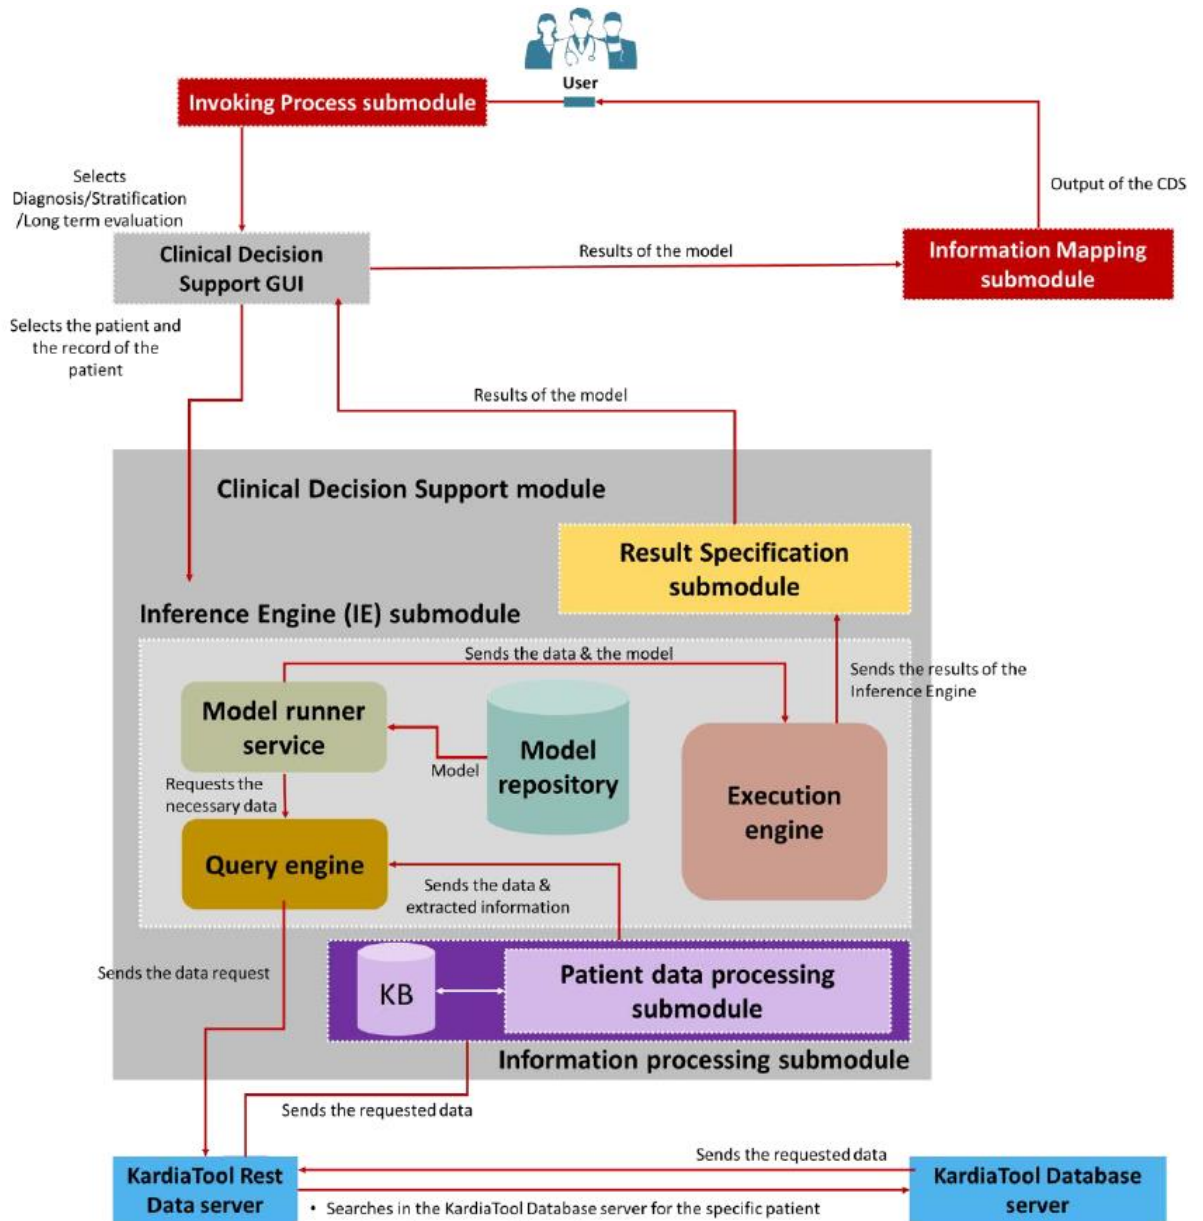 User
Invoking Process submodule
Selects
Diagnosis/Stratification
/Long term evaluation
Output of the CDS
Clinical Decision
Support GUI
Results of the model
Information Mapping
submodule
Selects the patient and
the record of the
patient
Results of the model
Clinical Decision Support module
Result Specification
submodule
Inference Engine (IE) submodule
Sends the data & the model
Sends the results of the
Inference Engine
Model runner
service
Model
repository
Model
Execution
engine
Requests the
necessary data
Query engine
Sends the data &
extracted information
Sends the data request
KB
Patient data processing
submodule
Information processing submodule
Sends the requested data
Sends the requested data
KardiaTool Rest
Data server
KardiaTool Database
server
• Searches in the KardiaTool Database server for the specific patient